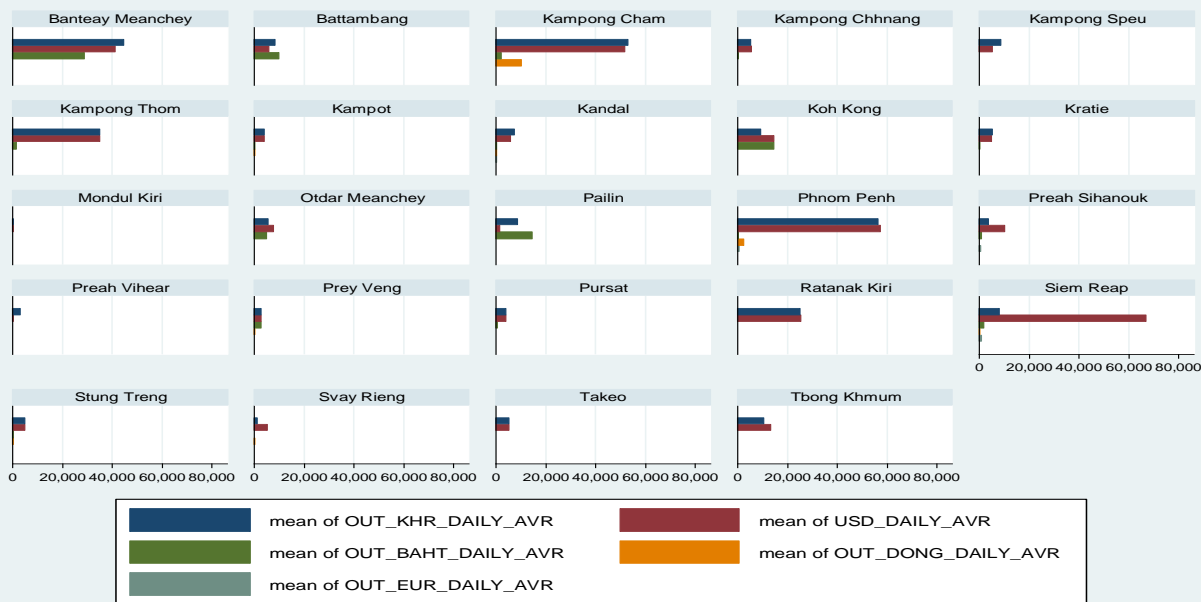 Banteay Meanchey Battambang Kampong Cham Kampong Chhnang Kampong Speu
Kampong Thom Kampot Kandal Koh Kong Kratie
Mondul Kiri Otdar Meanchey Pailin Phnom Penh Preah Sihanouk
Preah Vihear Prey Veng Pursat Ratanak Kiri Siem Reap
0 20,000 40,000 60,000 80,000
Stung Treng Svay Rieng Takeo Tbong Khmum
0 20,000 40,000 60,000 80,000 0 20,000 40,000 60,000 80,000 0 20,000 40,000 60,000 80,000 0 20,000 40,000 60,000 80,000
mean of OUT_KHR_DAILY_AVR mean of USD_DAILY_AVR
mean of OUT_BAHT_DAILY_AVR mean of OUT_DONG_DAILY_AVR
mean of OUT_EUR_DAILY_AVR